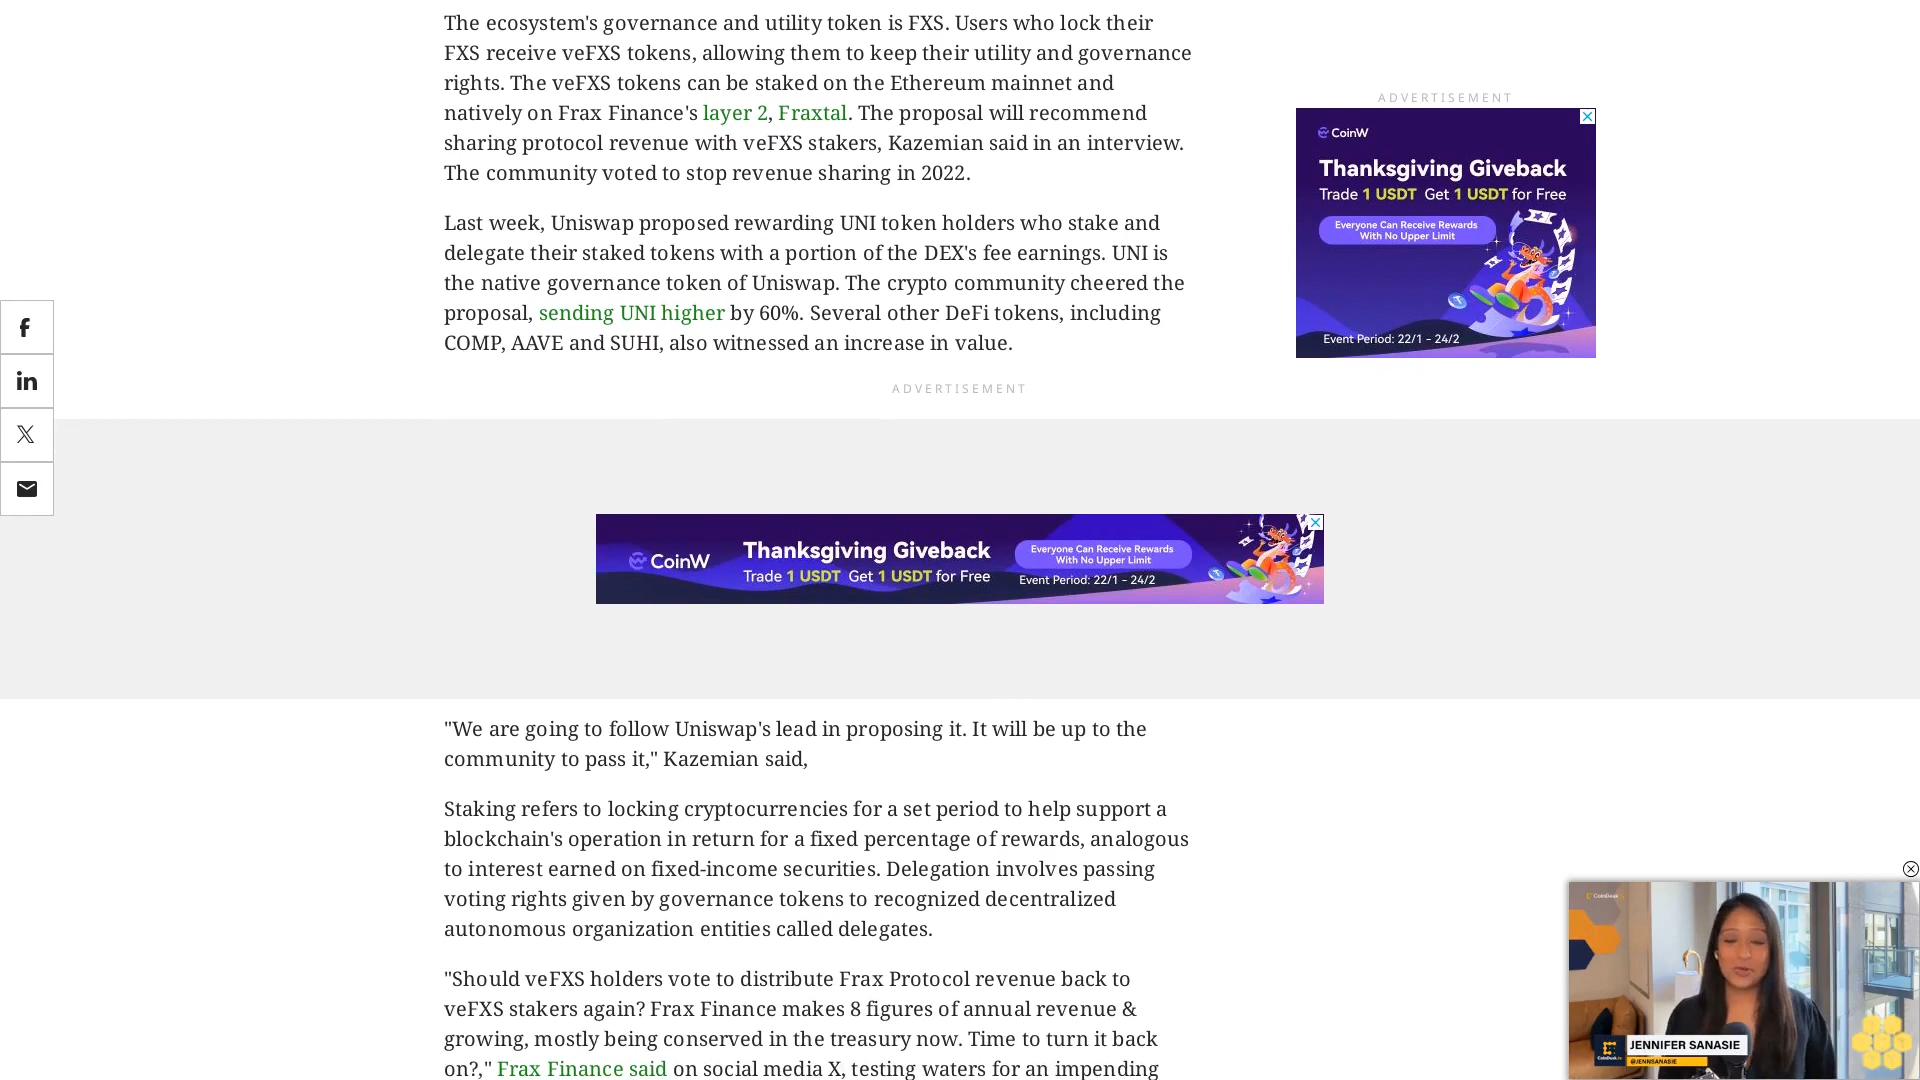 The ecosystem's governance and utility token is FXS. Users who lock their
FXS receive veFXS tokens, allowing them to keep their utility and governance
rights. The veFXS tokens can be staked on the Ethereum mainnet and
natively on Frax Finance's layer 2, Fraxtal. The proposal will recommend
sharing protocol revenue with veFXS stakers, Kazemian said in an interview.
The community voted to stop revenue sharing in 2022.
Last week, Uniswap proposed rewarding UNI token holders who stake and
delegate their staked tokens with a portion of the DEX's fee earnings. UNI is
the native governance token of Uniswap. The crypto community cheered the
proposal, sending UNI higher by 60%. Several other DeFi tokens, including
COMP, AAVE and SUHI, also witnessed an increase in value.
ADVERTISEMENT
CoinW
Thanksgiving Giveback
Trade 1 USDT Get 1 USDT for Free
Everyone Can Receive Rewards
With No Upper Limit
Event Period: 22/1 - 24/2
ADVERTISEMENT
CoinW
Thanksgiving Giveback
Trade 1 USDT Get 1 USDT for Free
Everyone Can Receive Rewards
With No Upper Limit
Event Period: 22/1 - 24/2
"We are going to follow Uniswap's lead in proposing it. It will be up to the
community to pass it," Kazemian said,
Staking refers to locking cryptocurrencies for a set period to help support a
blockchain's operation in return for a fixed percentage of rewards, analogous
to interest earned on fixed-income securities. Delegation involves passing
voting rights given by governance tokens to recognized decentralized
autonomous organization entities called delegates.
"Should veFXS holders vote to distribute Frax Protocol revenue back to
veFXS stakers again? Frax Finance makes 8 figures of annual revenue &
growing, mostly being conserved in the treasury now. Time to turn it back
on?," Frax Finance said on social media X, testing waters for an impending
CoinDesk
JENNIFER SANASIE
@JENNSANASIE